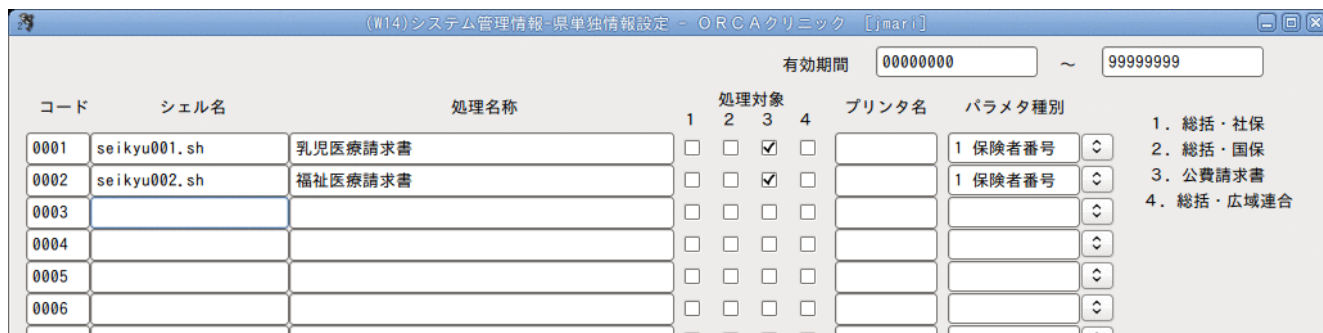 (W14)システム管理情報-県単独情報設定 - ORCAクリニック [jmari]
有効期間 00000000 ～ 99999999
コード シェル名 処理名称 処理対象 プリンタ名 パラメタ種別
1 2 3 4
0001 seikyu001.sh 乳児医療請求書 1 保険者番号
0002 seikyu002.sh 福祉医療請求書 1 保険者番号
0003
0004
0005
0006
1．総括・社保
2．総括・国保
3．公費請求書
4．総括・広域連合